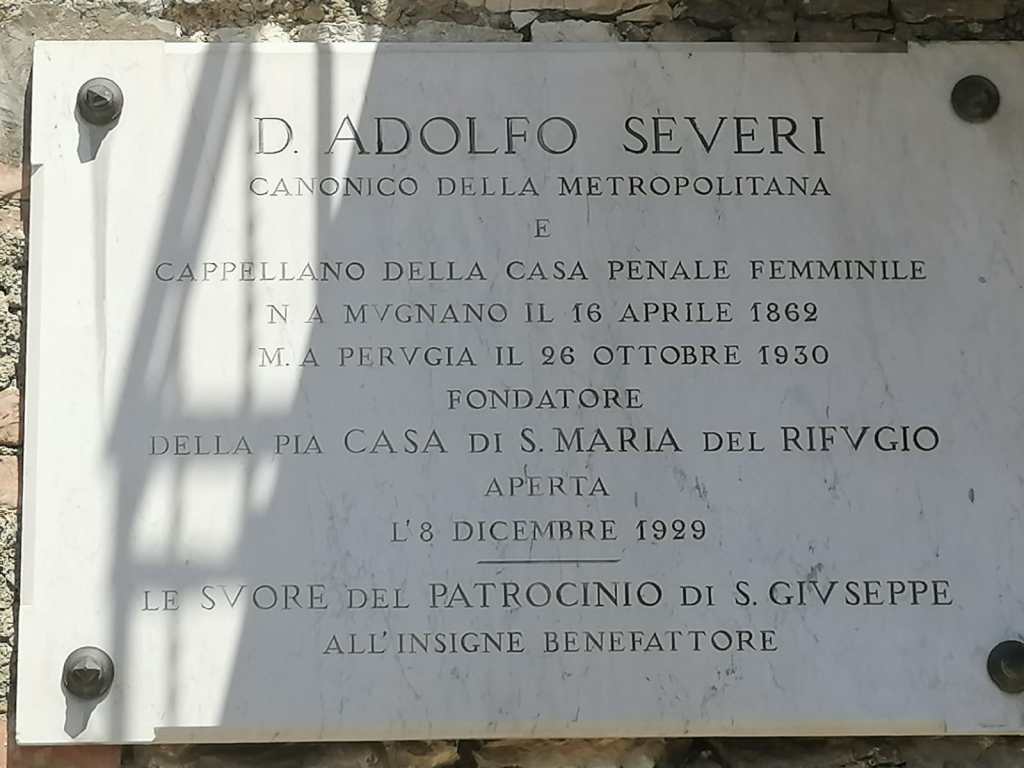 D. ADOLFO SEVERI
CANONICO DELLA METROPOLITANA
E
CAPPELLANO DELLA CASA PENALE FEMMINILE
N A MVGNANO IL 16 APRILE 1862
M. A PERVGIA IL 26 OTTOBRE 1930
FONDATORE
DELLA PIA CASA DI S. MARIA DEL RIFVGIO
APERTA
L'8 DICEMBRE 1929
LE SVORE DEL PATROCINIO DI S. GIVSEPPE
ALL'INSIGNE BENEFATTORE